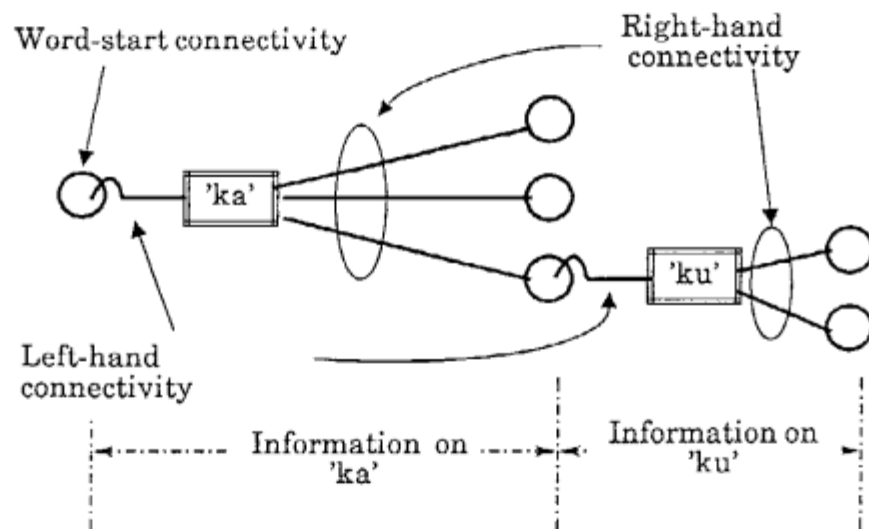 Word-start connectivity
Right-hand
connectivity
'ka'
'ku'
Left-hand
connectivity
Information on
'ka'
Information on
'ku'